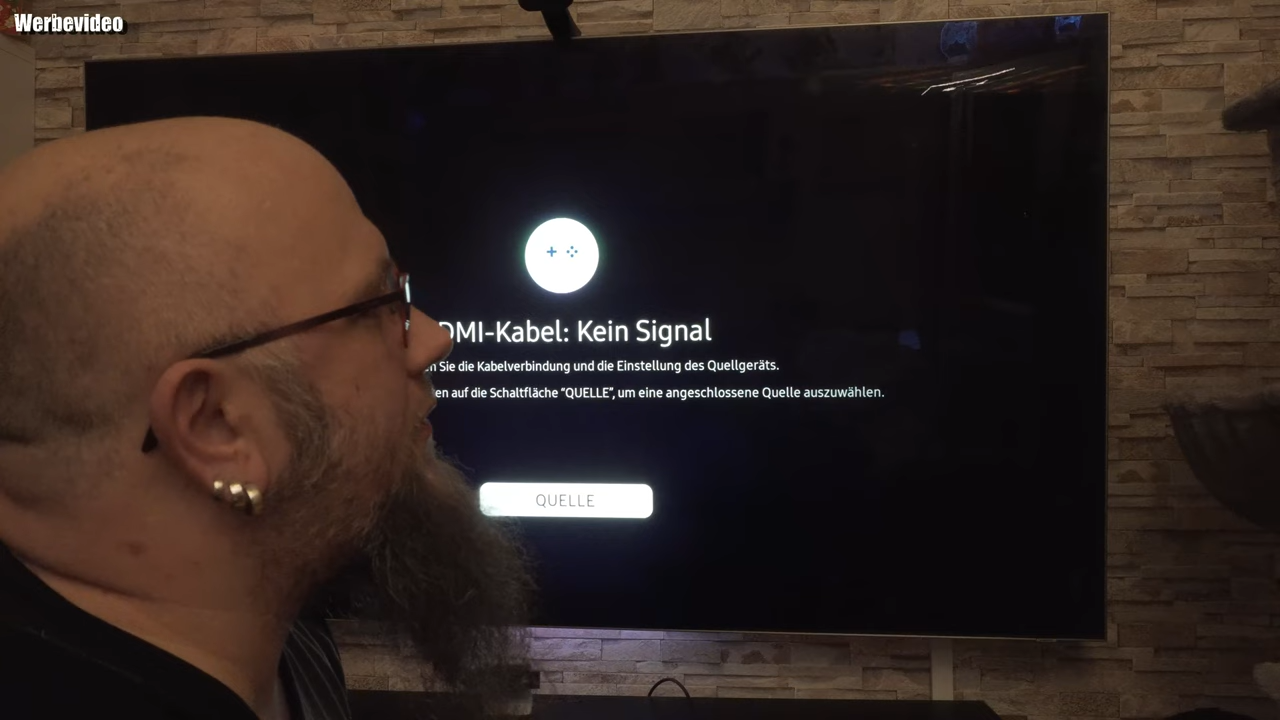 Werbevideo
DMI-Kabel: Kein Signal
Sie die Kabelverbindung und die Einstellung des Quellgeräts.
auf die Schaltfläche "QUELLE", um eine angeschlossene Quelle auszuwählen.
QUELLE